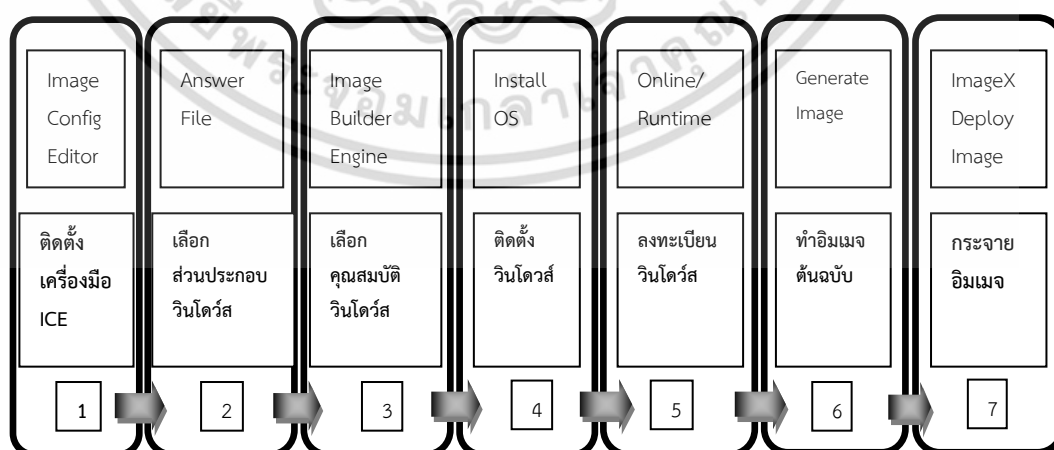 Image
Config
Editor
ติดตั้ง
เครื่องมือ
ICE
1
Answer
File
เลือก
ส่วนประกอบ
วินโดว์ส
2
Image
Builder
Engine
เลือก
คุณสมบัติ
วินโดว์ส
3
Install
OS
ติดตั้ง
วินโดวส์
4
Online/
Runtime
ลงทะเบียน
วินโดว์ส
5
Generate
Image
ทำอิมเมจ
ต้นฉบับ
6
ImageX
Deploy
Image
กระจาย
อิมเมจ
7